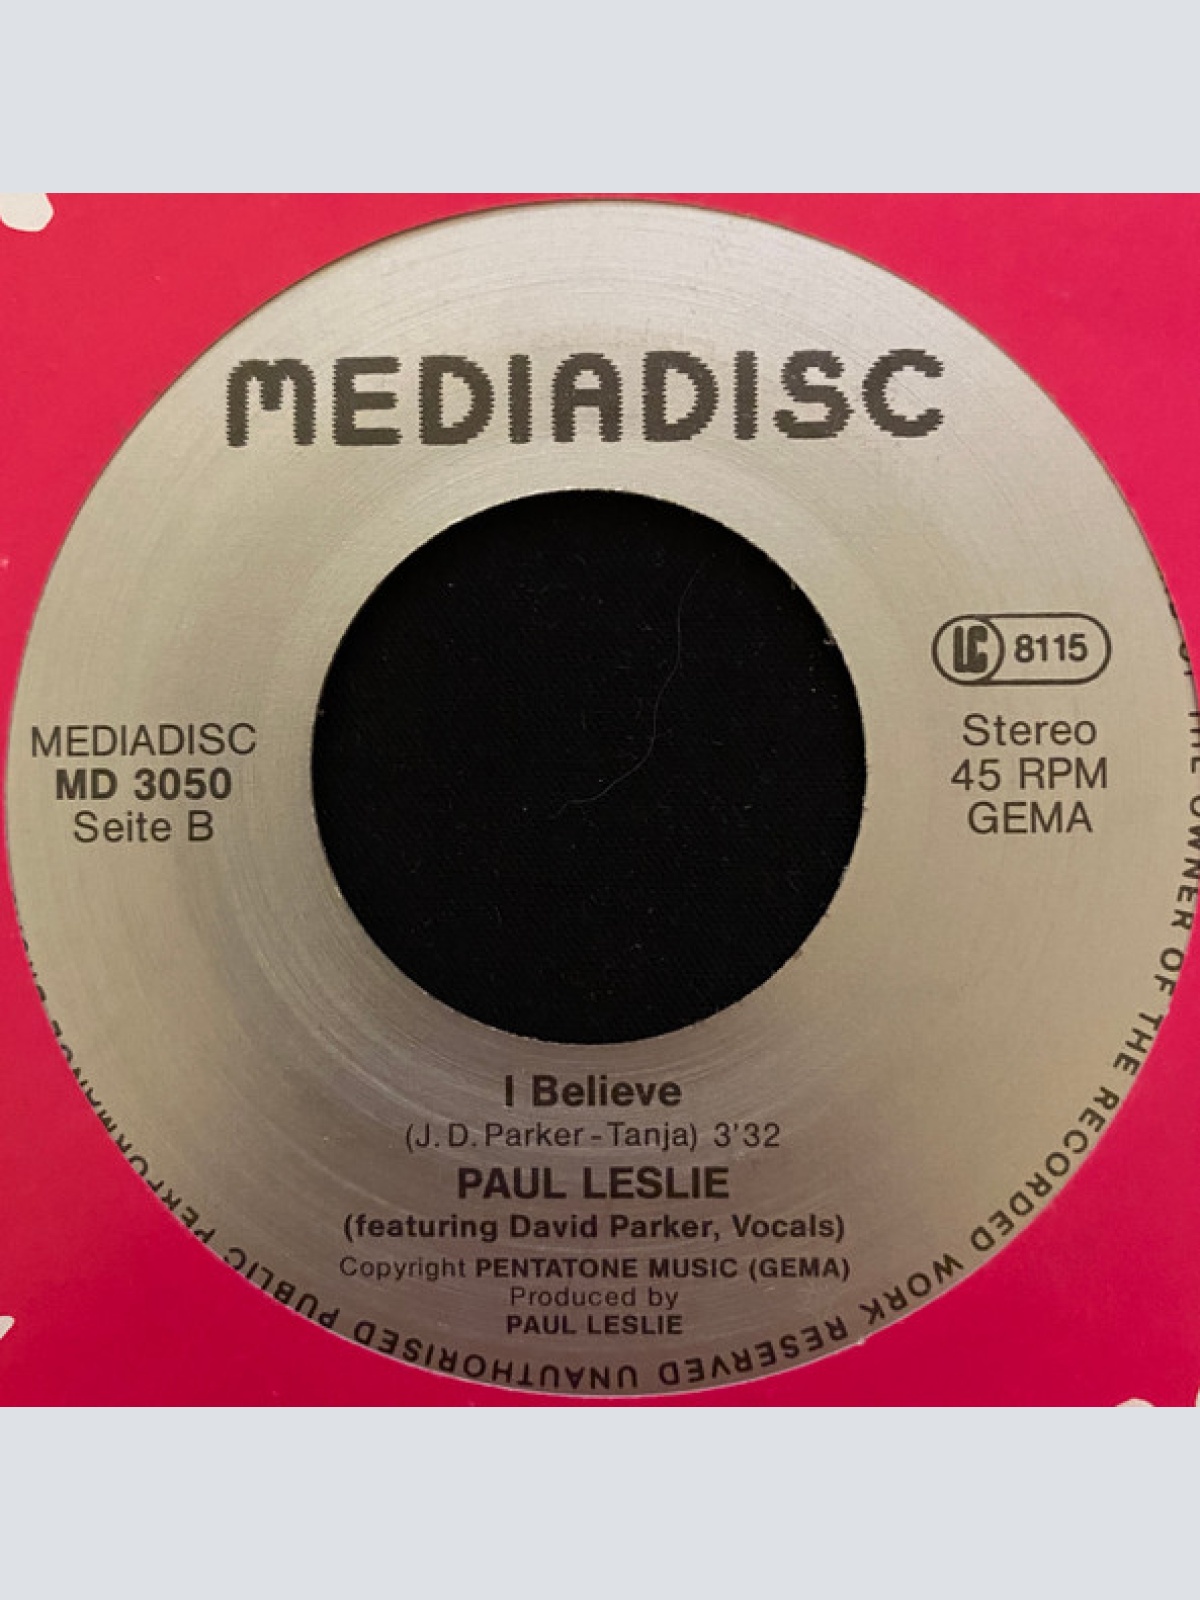 MEDIADISC
LC 8115
MEDIADISC
MD 3050
Seite B
Stereo
45 RPM
GEMA
I Believe
(J. D. Parker - Tanja) 3'32
PAUL LESLIE
(featuring David Parker, Vocals)
Copyright PENTATONE MUSIC (GEMA)
Produced by
PAUL LESLIE
THE OWNER OF THE RECORDED WORK RESERVED UNAUTHORISED PUBLIC PERFORMANCE